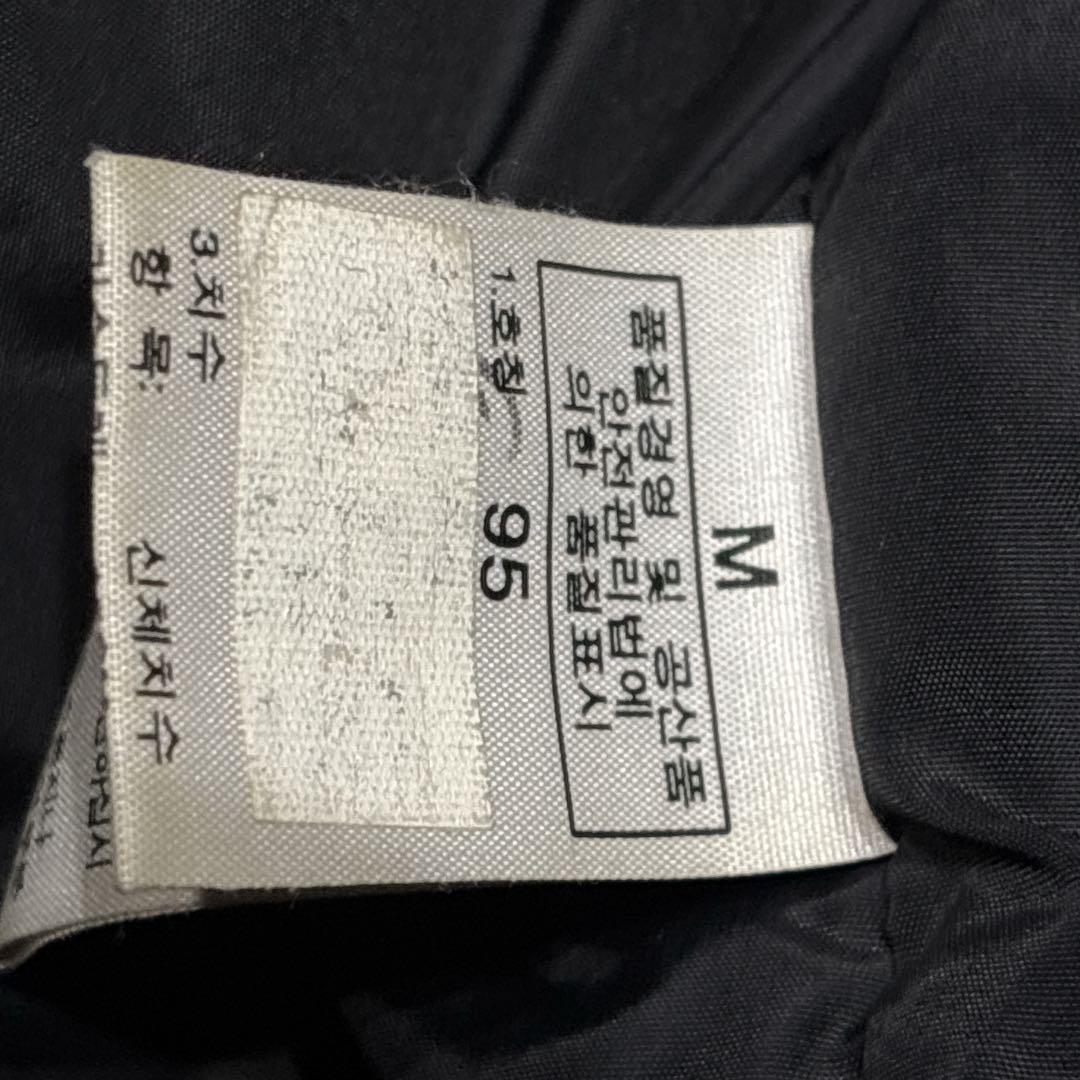 M
품질경영 및 공산품
안전관리법에
의한 품질표시
1.호칭 95
3.치수
항 목: 신체치수